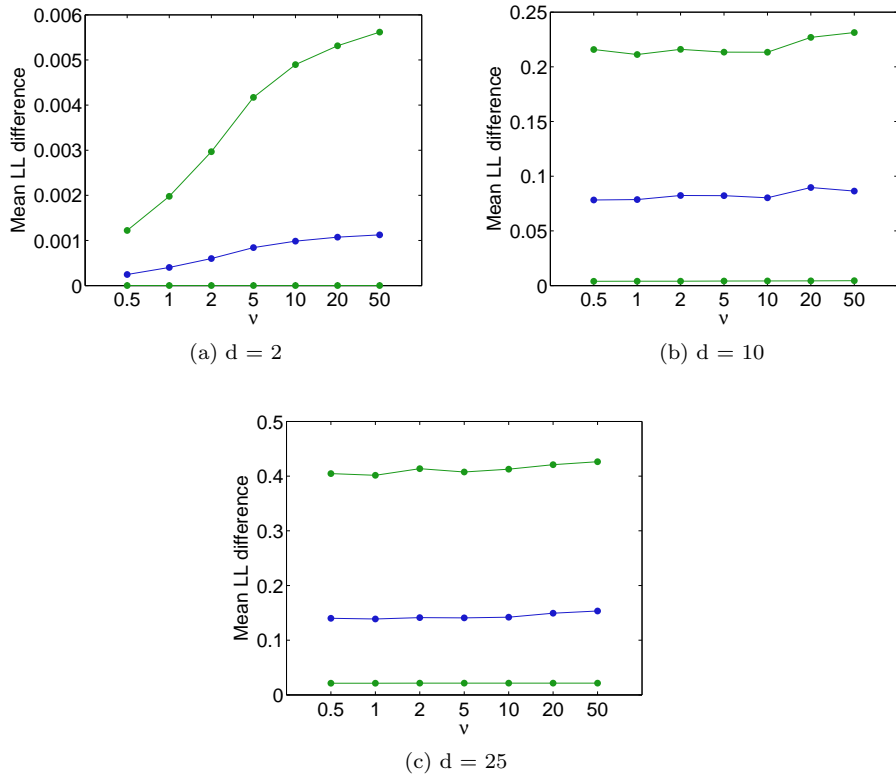 0.006
0.005
0.004
0.003
0.002
0.001
0
Mean LL difference
0.5 1 2 5 10 20 50
ν
(a) d = 2
0.25
0.2
0.15
0.1
0.05
0
Mean LL difference
0.5 1 2 5 10 20 50
ν
(b) d = 10
0.5
0.4
0.3
0.2
0.1
0
Mean LL difference
0.5 1 2 5 10 20 50
ν
(c) d = 25